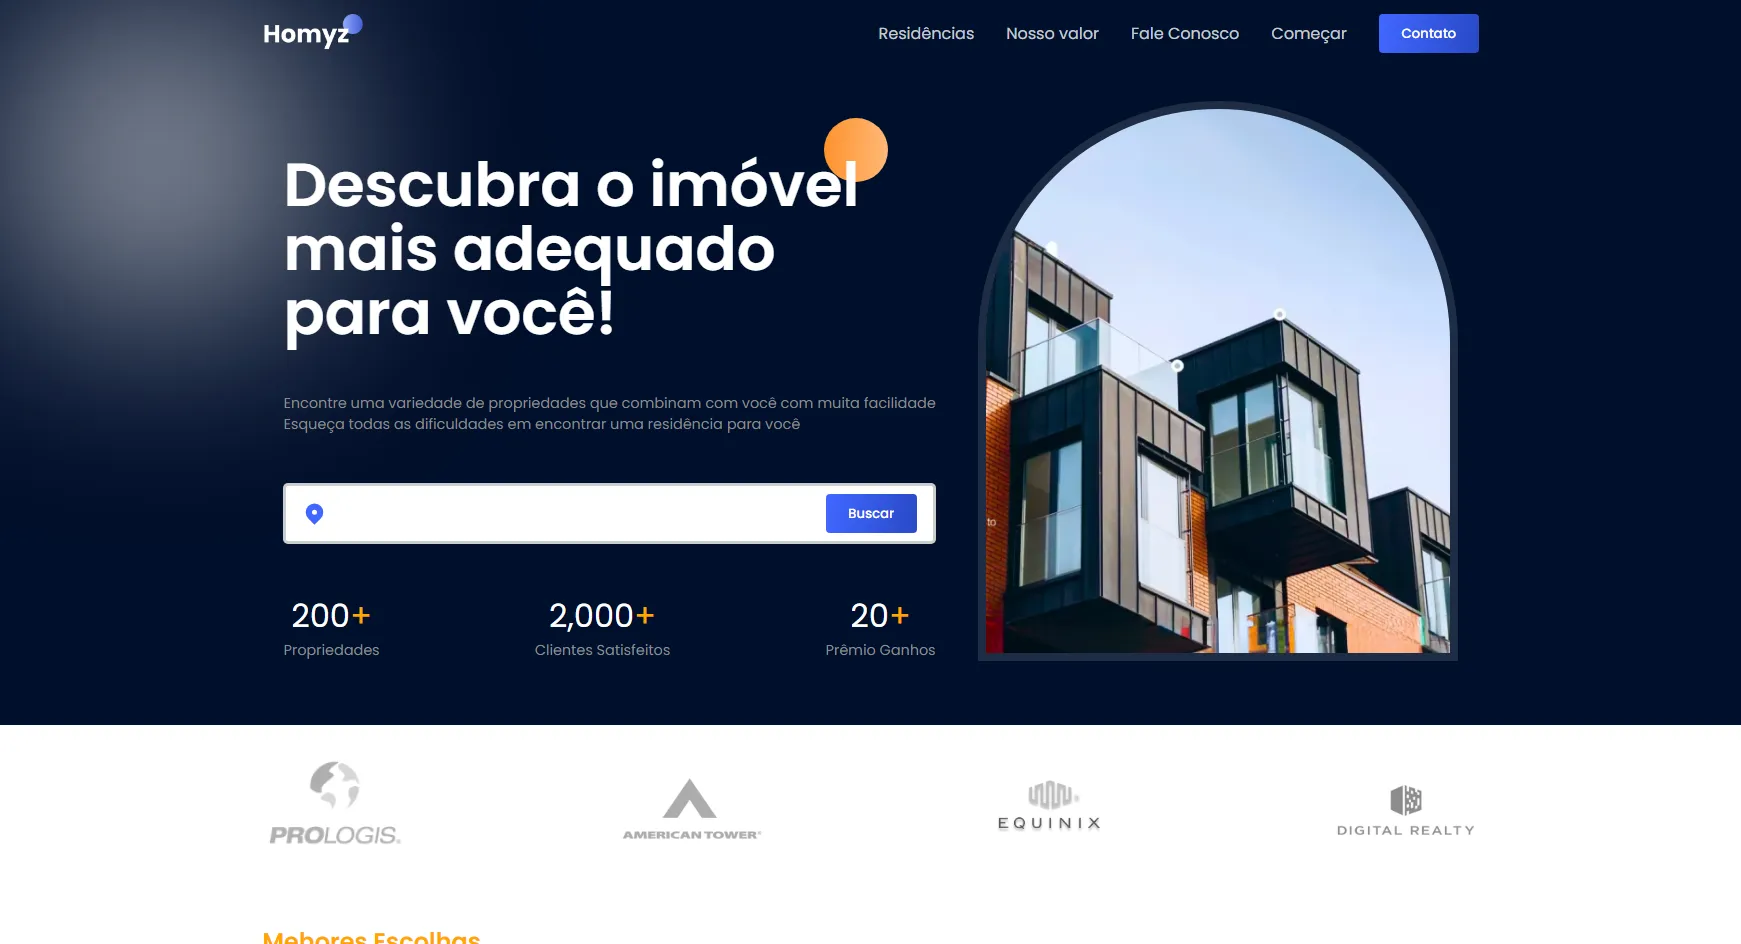 Homyz
Residências
Nosso valor
Fale Conosco
Começar
Contato
Descubra o imóvel
mais adequado
para você!
Encontre uma variedade de propriedades que combinam com você com muita facilidade
Esqueça todas as dificuldades em encontrar uma residência para você
Buscar
200+
Propriedades
2,000+
Clientes Satisfeitos
20+
Prêmio Ganhos
to
PROLOGIS
AMERICAN TOWER
EQUINIX
DIGITAL REALTY
Mehores Escolhas